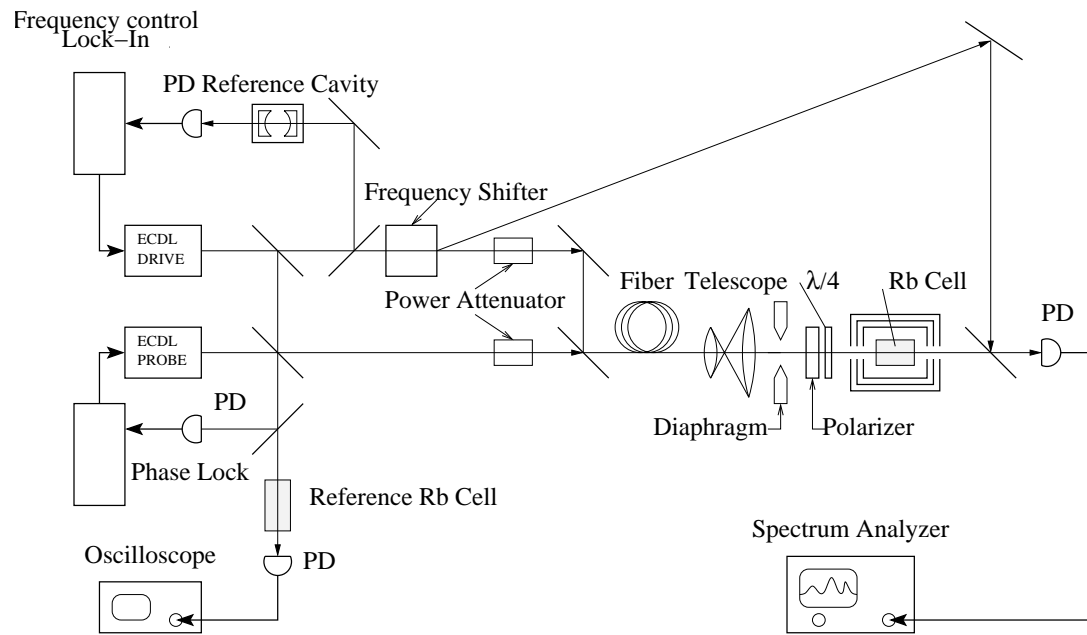 Frequency control
Lock–In
PD Reference Cavity
Frequency Shifter
ECDL
DRIVE
Power Attenuator
Fiber Telescope λ/4
Rb Cell
PD
ECDL
PROBE
PD
Diaphragm
Polarizer
Phase Lock
Reference Rb Cell
Oscilloscope
PD
Spectrum Analyzer